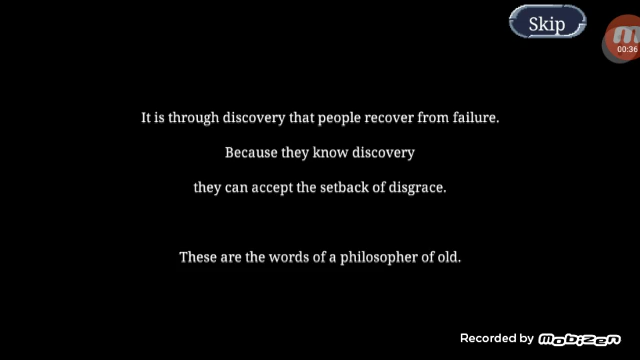 Skip
00:36
It is through discovery that people recover from failure.
Because they know discovery
they can accept the setback of disgrace.
These are the words of a philosopher of old.
Recorded by mobizen